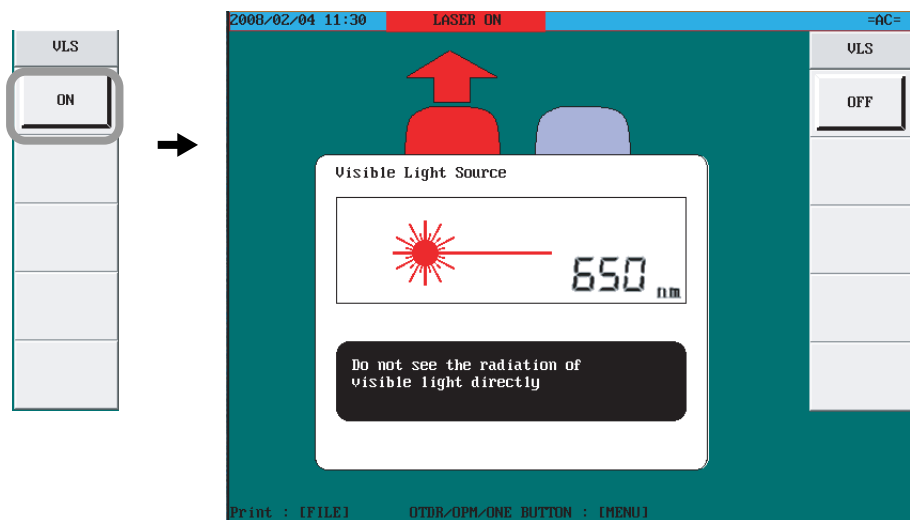 VLS
ON
2008/02/04 11:30 LASER ON =AC=
VLS
OFF
Visible Light Source
650 nm
Do not see the radiation of
visible light directly
Print : [FILE] OTDR/OPM/ONE BUTTON : [MENU]